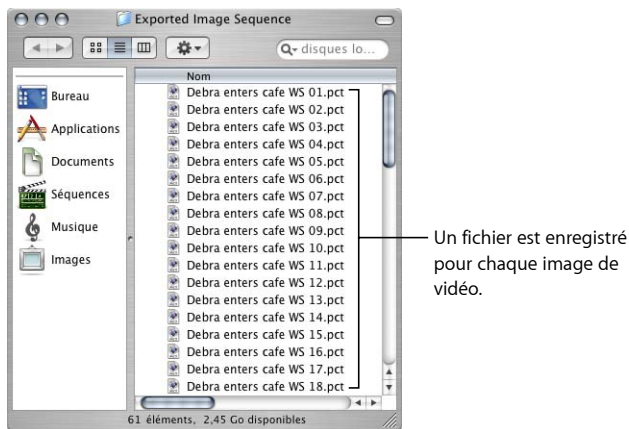 Exported Image Sequence
disques lo...
Nom
Bureau
Applications
Documents
Séquences
Musique
Images
Debra enters cafe WS 01.pct
Debra enters cafe WS 02.pct
Debra enters cafe WS 03.pct
Debra enters cafe WS 04.pct
Debra enters cafe WS 05.pct
Debra enters cafe WS 06.pct
Debra enters cafe WS 07.pct
Debra enters cafe WS 08.pct
Debra enters cafe WS 09.pct
Debra enters cafe WS 10.pct
Debra enters cafe WS 11.pct
Debra enters cafe WS 12.pct
Debra enters cafe WS 13.pct
Debra enters cafe WS 14.pct
Debra enters cafe WS 15.pct
Debra enters cafe WS 16.pct
Debra enters cafe WS 17.pct
Debra enters cafe WS 18.pct
61 éléments, 2,45 Go disponibles
Un fichier est enregistré
pour chaque image de
vidéo.